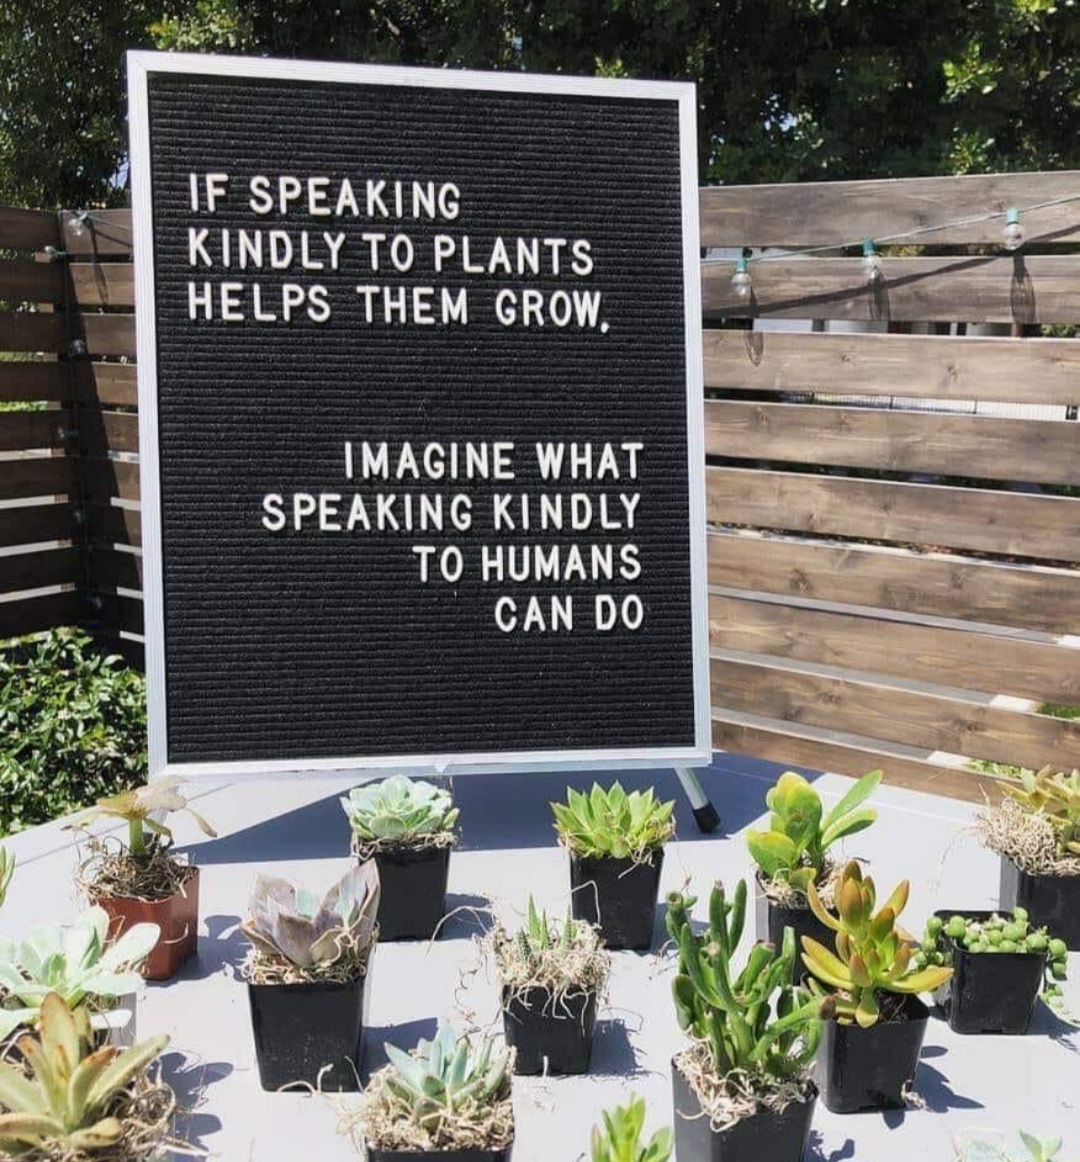 IF SPEAKING
KINDLY TO PLANTS
HELPS THEM GROW,
IMAGINE WHAT
SPEAKING KINDLY
TO HUMANS
CAN DO